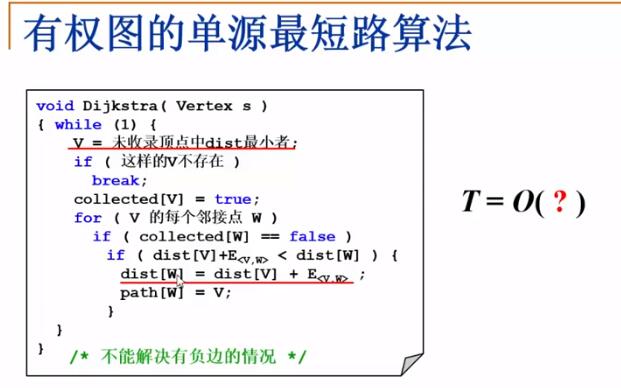 有权图的单源最短路算法
void Dijkstra( Vertex s )
{ while (1) {
V = 未收录顶点中dist最小者;
if ( 这样的V不存在 )
break;
collected[V] = true;
for ( V 的每个邻接点 W )
if ( collected[W] == false )
if ( dist[V]+E<V,W> < dist[W] ) {
dist[W] = dist[V] + E<V,W> ;
path[W] = V;
}
}
}
/* 不能解决有负边的情况 */
T = O( ? )